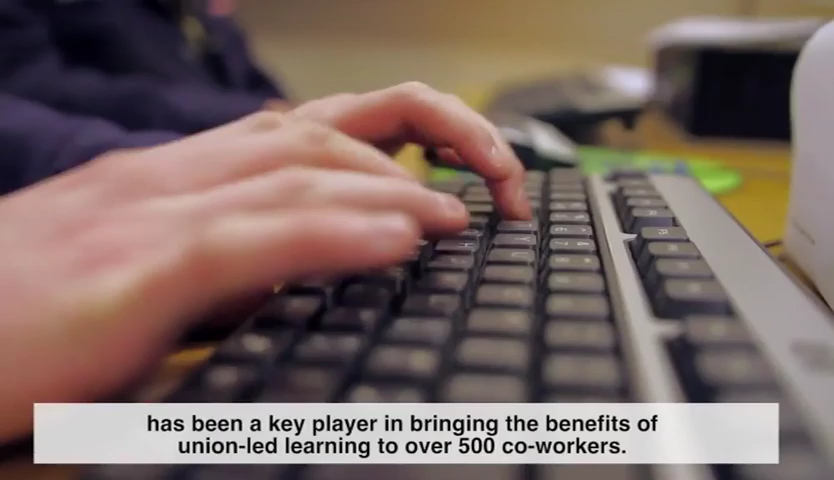 has been a key player in bringing the benefits of
union-led learning to over 500 co-workers.